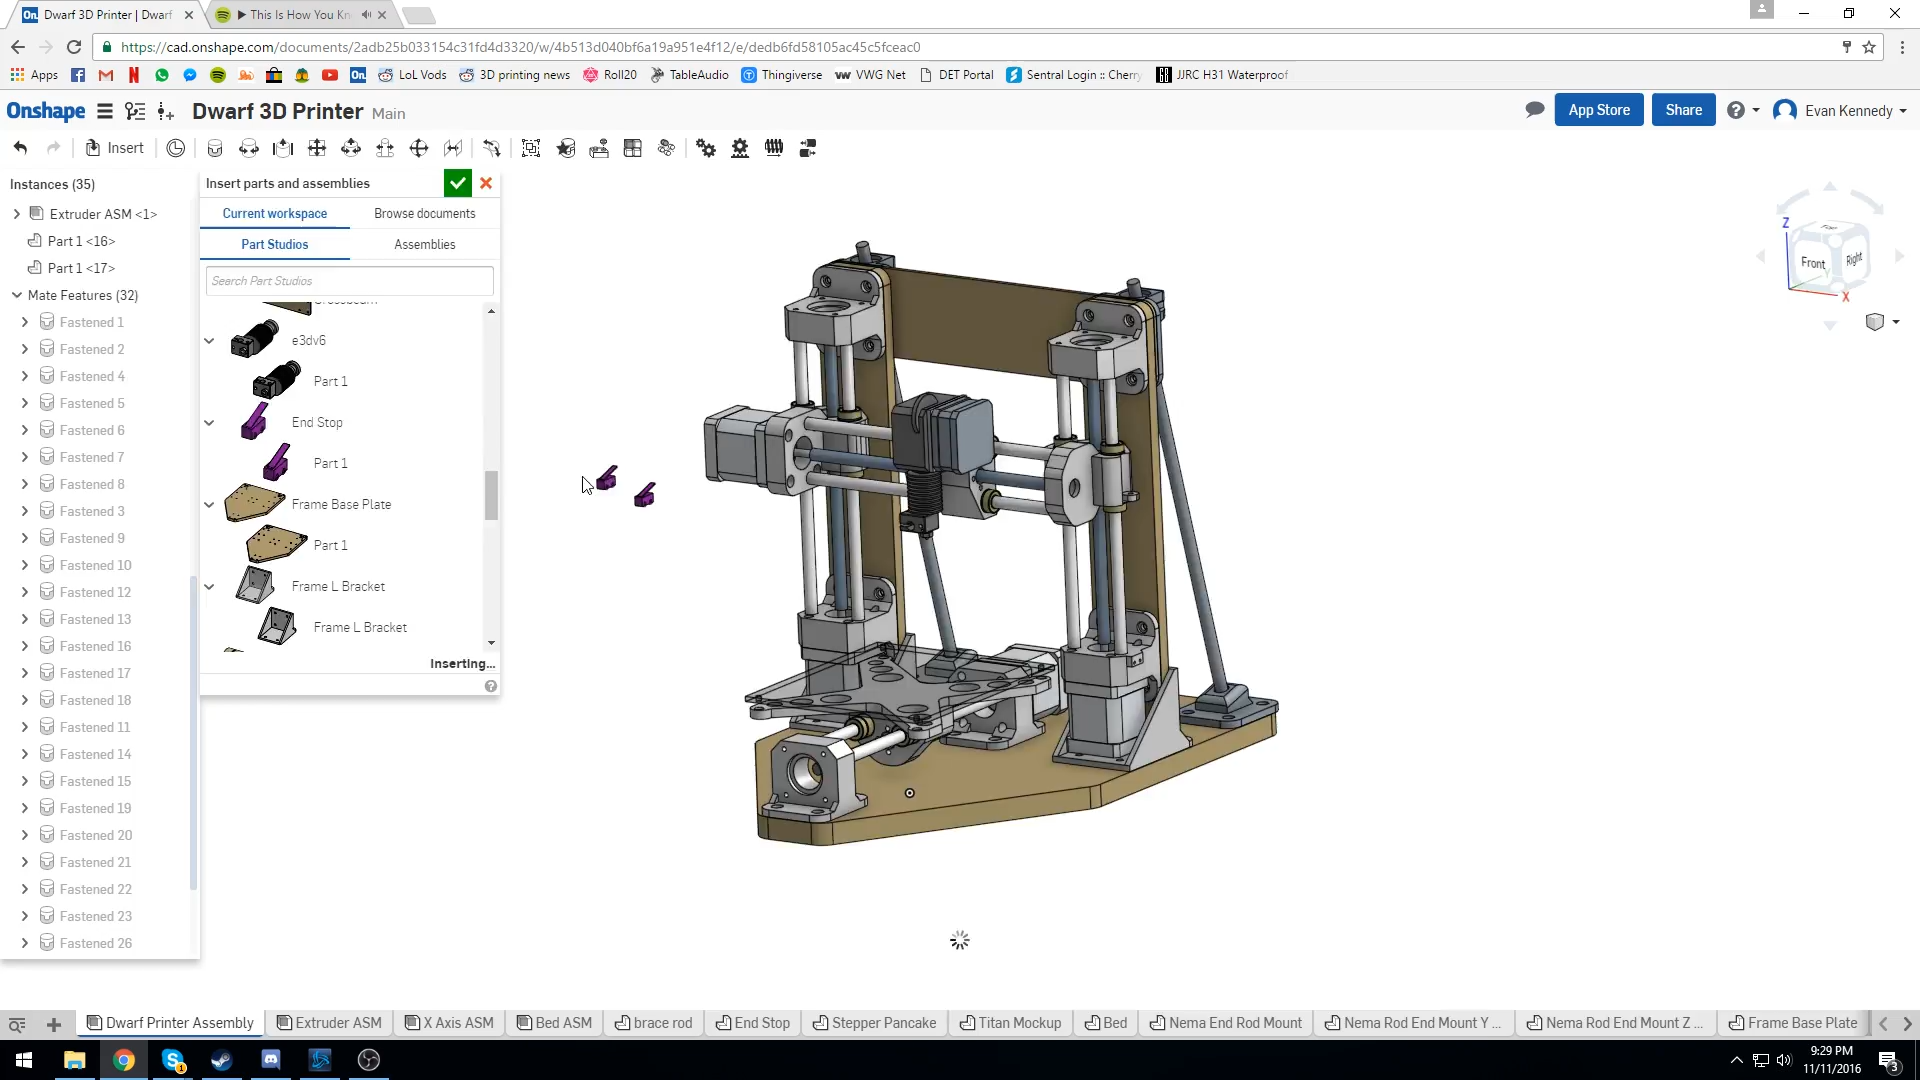 Dwarf 3D Printer | Dwarf
This Is How You Kn
https://cad.onshape.com/documents/2adb25b033154c31fd4d3320/w/4b513d040bf6a19a951e4f12/e/dedb6fd58105ac45c5fceac0
Apps LoL Vods 3D printing news Roll20 TableAudio Thingiverse VWG Net DET Portal Sentral Login :: Cherry JJRC H31 Waterproof
Onshape Dwarf 3D Printer Main App Store Share Evan Kennedy
Insert
Instances (35)
Extruder ASM <1>
Part 1 <16>
Part 1 <17>
Mate Features (32)
Fastened 1
Fastened 2
Fastened 4
Fastened 5
Fastened 6
Fastened 7
Fastened 8
Fastened 3
Fastened 9
Fastened 10
Fastened 12
Fastened 13
Fastened 16
Fastened 17
Fastened 18
Fastened 11
Fastened 14
Fastened 15
Fastened 19
Fastened 20
Fastened 21
Fastened 22
Fastened 23
Fastened 26
Insert parts and assemblies
Current workspace Browse documents
Part Studios Assemblies
Search Part Studios
Crossbeam
e3dv6
Part 1
End Stop
Part 1
Frame Base Plate
Part 1
Frame L Bracket
Frame L Bracket
Inserting...
Z
Top
Front Right
X
Dwarf Printer Assembly Extruder ASM X Axis ASM Bed ASM brace rod End Stop Stepper Pancake Titan Mockup Bed Nema End Rod Mount Nema Rod End Mount Y ... Nema Rod End Mount Z ... Frame Base Plate
9:29 PM
11/11/2016
3